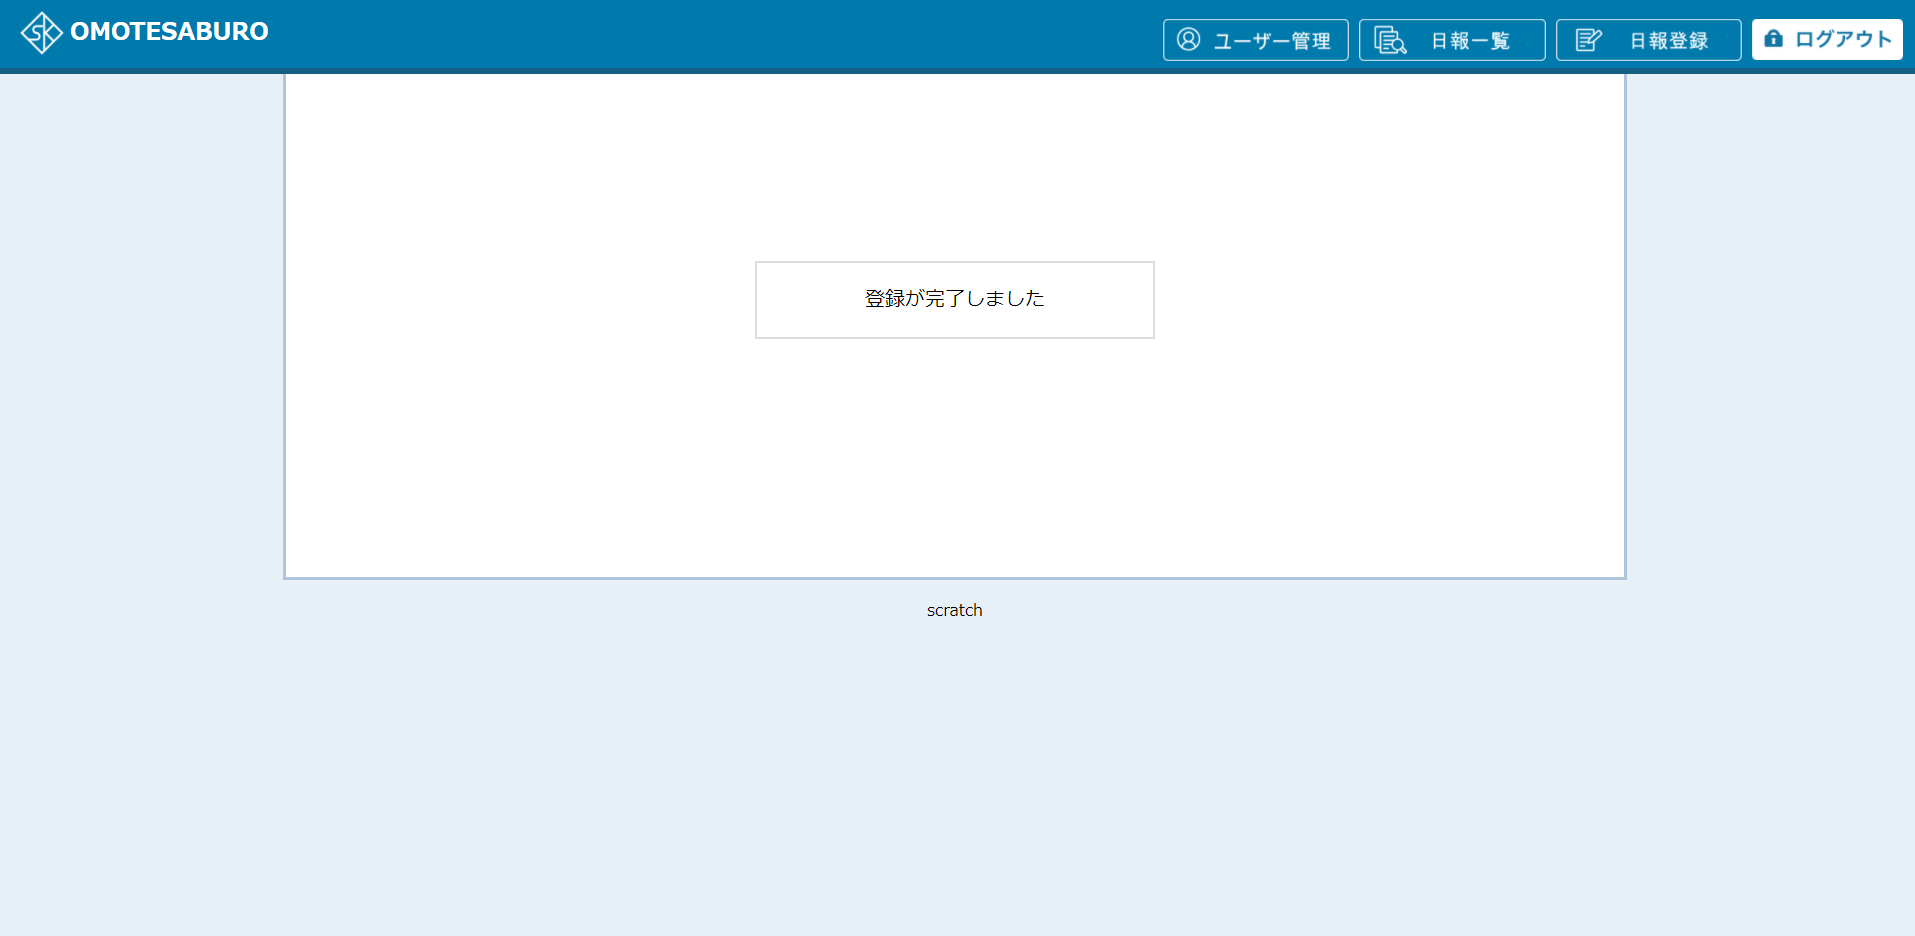 OMOTESABURO
ユーザー管理
日報一覧
日報登録
ログアウト
登録が完了しました
scratch